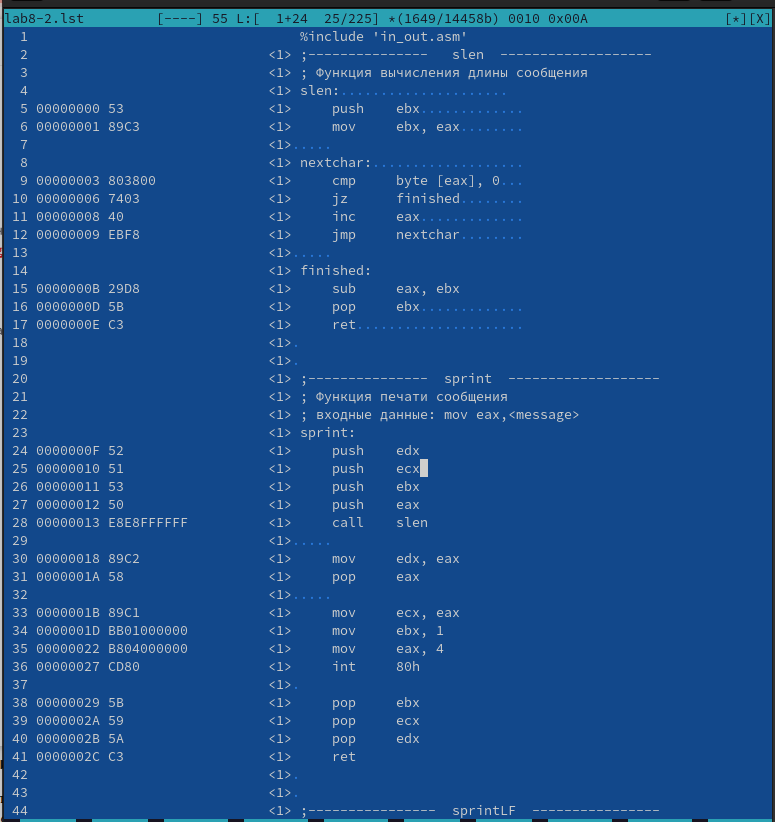 lab8-2.lst [----] 55 L:[ 1+24 25/225] *(1649/14458b) 0010 0x00A [*][X]
1 %include 'in_out.asm'
2 <1> ;--------------- slen -------------------
3 <1> ; Функция вычисления длины сообщения
4 <1> slen:.....................
5 00000000 53 <1> push ebx.............
6 00000001 89C3 <1> mov ebx, eax........
7 <1>.....
8 <1> nextchar:...................
9 00000003 803800 <1> cmp byte [eax], 0...
10 00000006 7403 <1> jz finished........
11 00000008 40 <1> inc eax.............
12 00000009 EBF8 <1> jmp nextchar........
13 <1>.....
14 <1> finished:
15 0000000B 29D8 <1> sub eax, ebx
16 0000000D 5B <1> pop ebx.............
17 0000000E C3 <1> ret.....................
18 <1>.
19 <1>.
20 <1> ;--------------- sprint -------------------
21 <1> ; Функция печати сообщения
22 <1> ; входные данные: mov eax,<message>
23 <1> sprint:
24 0000000F 52 <1> push edx
25 00000010 51 <1> push ecx
26 00000011 53 <1> push ebx
27 00000012 50 <1> push eax
28 00000013 E8E8FFFFFF <1> call slen
29 <1>.....
30 00000018 89C2 <1> mov edx, eax
31 0000001A 58 <1> pop eax
32 <1>.....
33 0000001B 89C1 <1> mov ecx, eax
34 0000001D BB01000000 <1> mov ebx, 1
35 00000022 B804000000 <1> mov eax, 4
36 00000027 CD80 <1> int 80h
37 <1>.
38 00000029 5B <1> pop ebx
39 0000002A 59 <1> pop ecx
40 0000002B 5A <1> pop edx
41 0000002C C3 <1> ret
42 <1>.
43 <1>.
44 <1> ;---------------- sprintLF ----------------